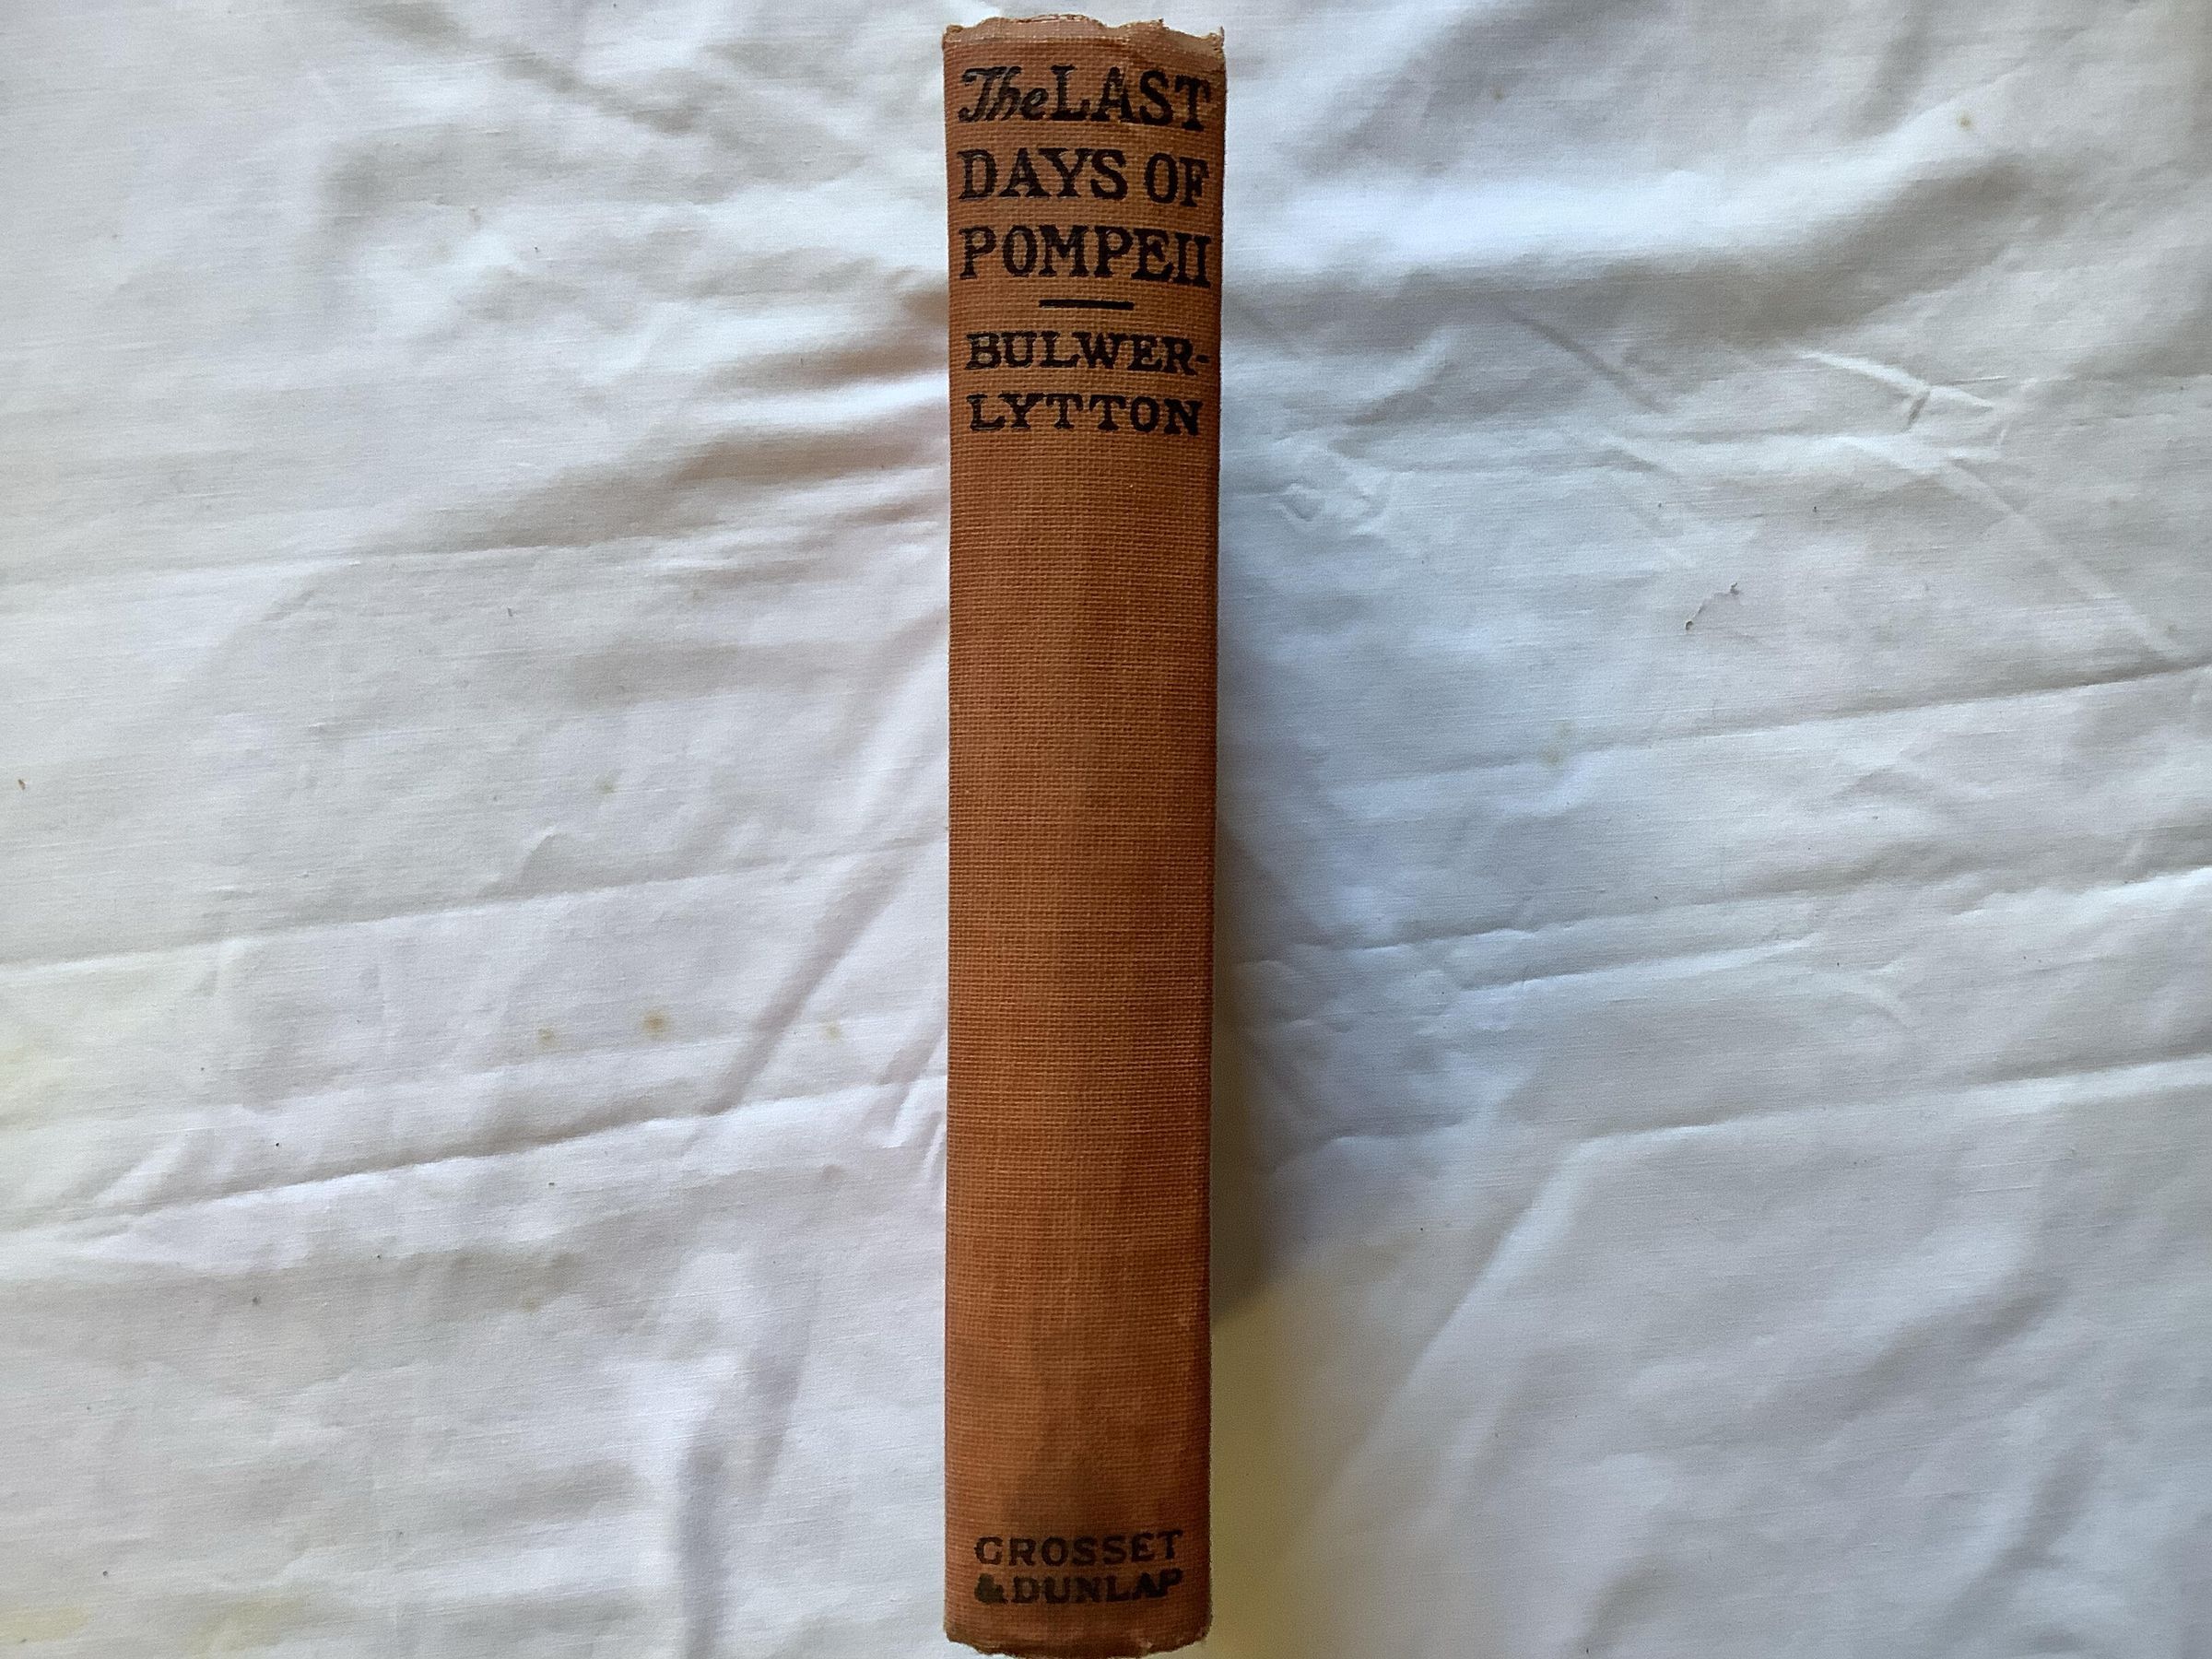 The LAST
DAYS OF
POMPEII
BULWER-
LYTTON
GROSSET
& DUNLAP